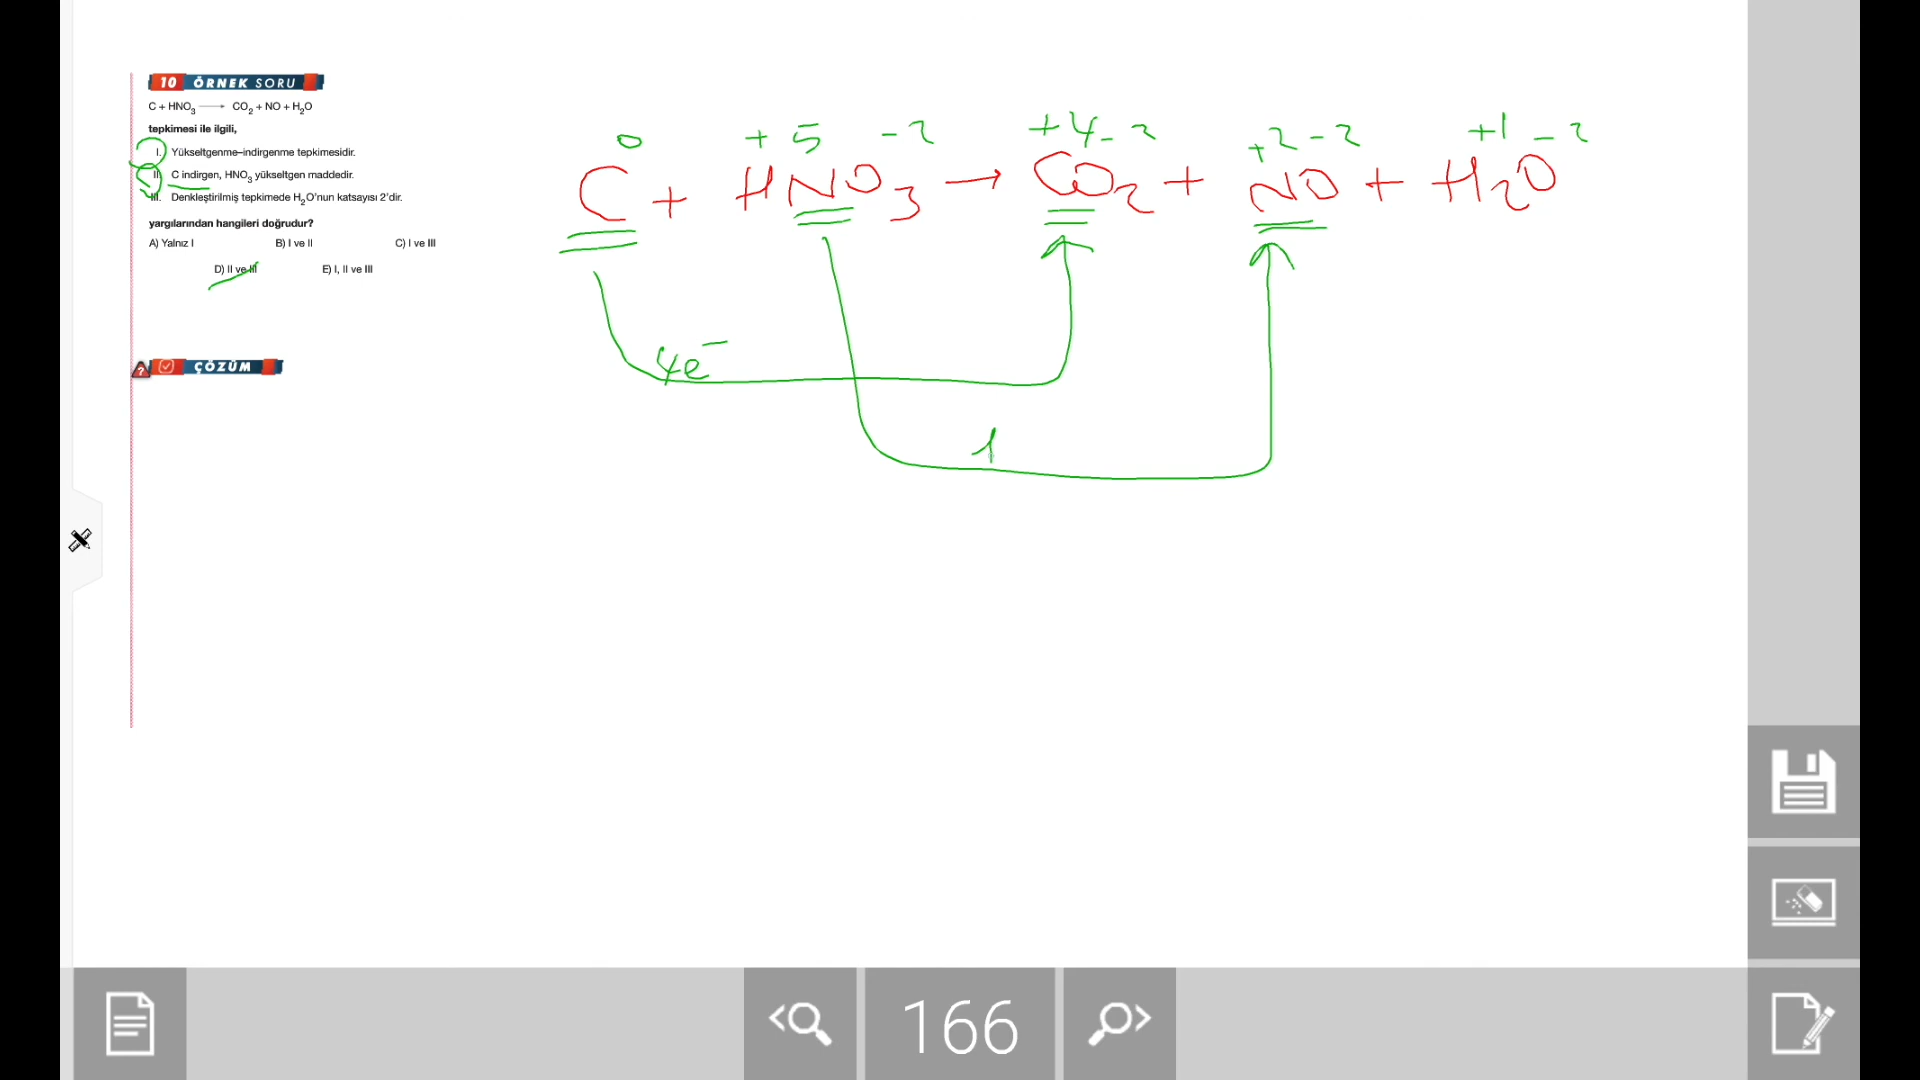 10 ÖRNEK SORU
C + HNO₃ → CO₂ + NO + H₂O
tepkimesi ile ilgili,
I. Yükseltgenme–indirgenme tepkimesidir.
II. C indirgen, HNO₃ yükseltgen maddedir.
III. Denkleştirilmiş tepkimede H₂O'nun katsayısı 2'dir.
yargılarından hangileri doğrudur?
A) Yalnız I B) I ve II C) I ve III
D) II ve III E) I, II ve III
ÇÖZÜM
0 +5 -2 +4 -2 +2 -2 +1 -2
C + HNO₃ → CO₂ + NO + H₂O
4e⁻
1
166